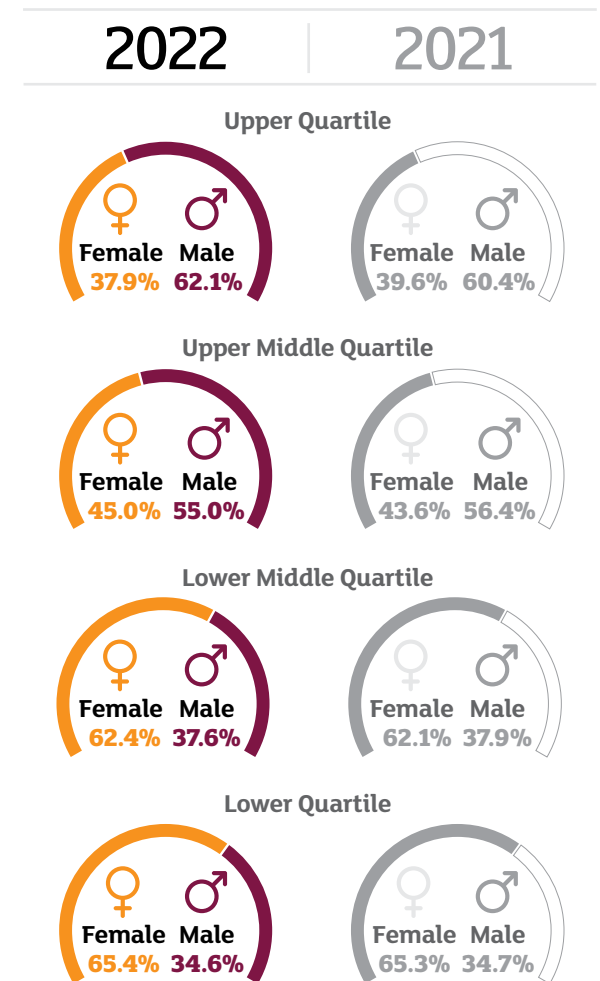 2022 2021
Upper Quartile
Female Male Female Male
37.9% 62.1% 39.6% 60.4%
Upper Middle Quartile
Female Male Female Male
45.0% 55.0% 43.6% 56.4%
Lower Middle Quartile
Female Male Female Male
62.4% 37.6% 62.1% 37.9%
Lower Quartile
Female Male Female Male
65.4% 34.6% 65.3% 34.7%